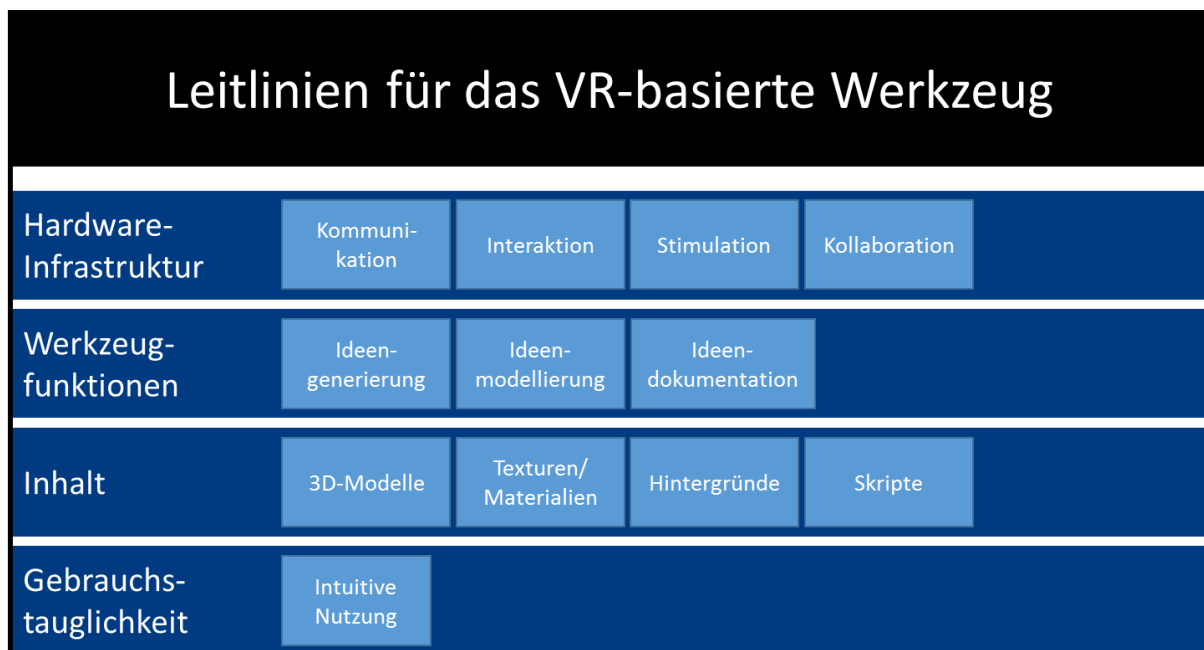 Leitlinien für das VR-basierte Werkzeug
Hardware-
Infrastruktur
Kommuni-
kation
Interaktion
Stimulation
Kollaboration
Werkzeug-
funktionen
Ideen-
generierung
Ideen-
modellierung
Ideen-
dokumentation
Inhalt
3D-Modelle
Texturen/
Materialien
Hintergründe
Skripte
Gebrauchs-
tauglichkeit
Intuitive
Nutzung